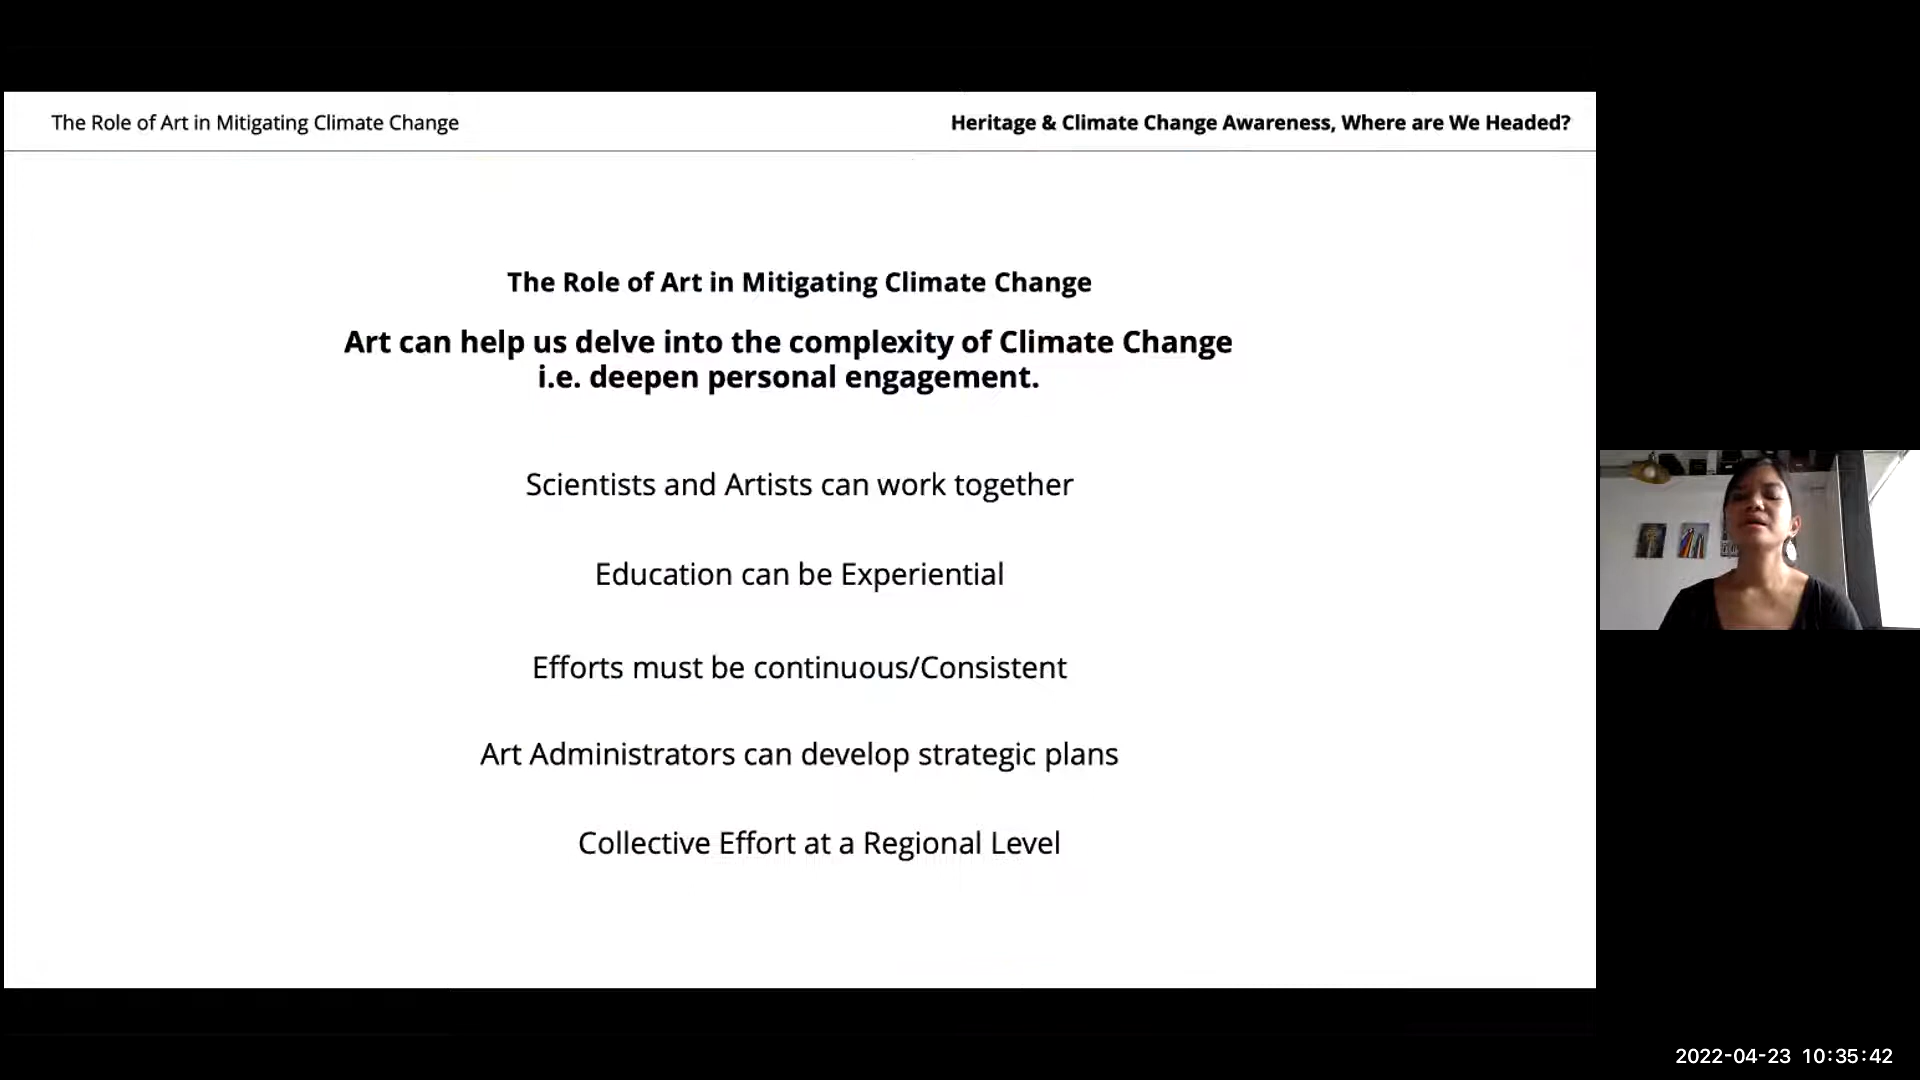 The Role of Art in Mitigating Climate Change
Heritage & Climate Change Awareness, Where are We Headed?
The Role of Art in Mitigating Climate Change
Art can help us delve into the complexity of Climate Change
i.e. deepen personal engagement.
Scientists and Artists can work together
Education can be Experiential
Efforts must be continuous/Consistent
Art Administrators can develop strategic plans
Collective Effort at a Regional Level
2022-04-23 10:35:42